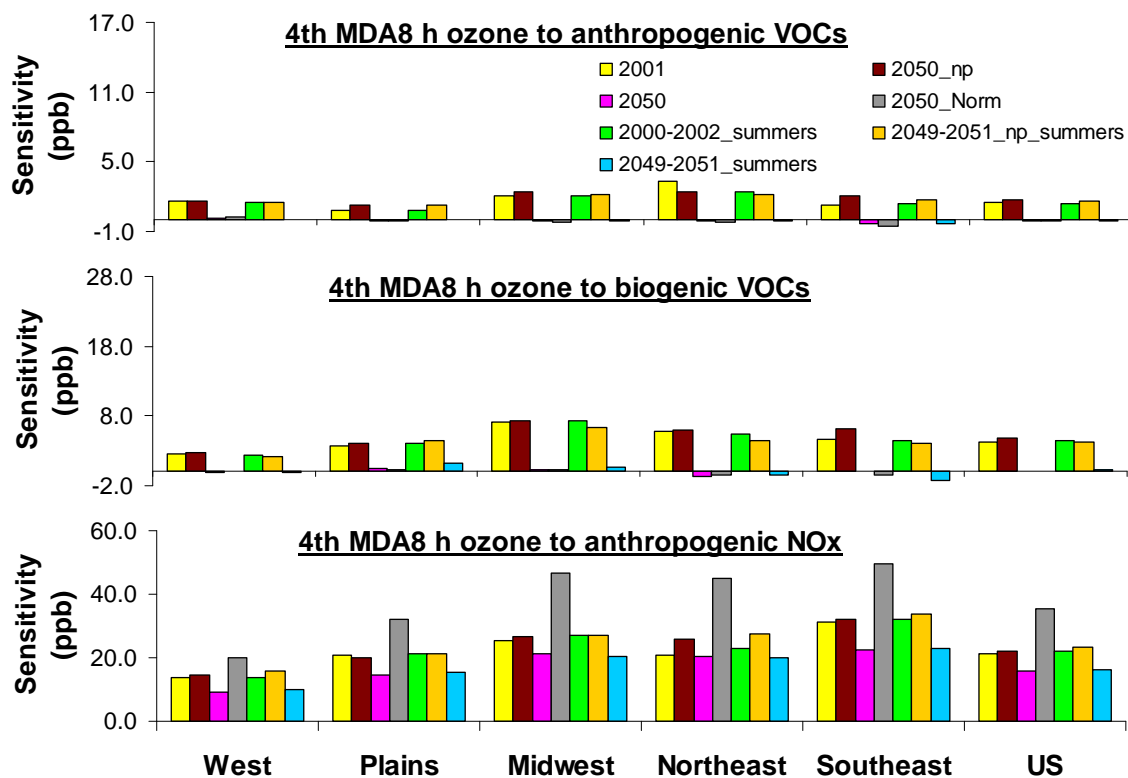 4th MDA8 h ozone to anthropogenic VOCs
17.0
11.0
5.0
-1.0
Sensitivity
(ppb)
2001
2050_np
2050
2050_Norm
2000-2002_summers
2049-2051_np_summers
2049-2051_summers
4th MDA8 h ozone to biogenic VOCs
28.0
18.0
8.0
-2.0
Sensitivity
(ppb)
4th MDA8 h ozone to anthropogenic NOx
60.0
40.0
20.0
0.0
Sensitivity
(ppb)
West Plains Midwest Northeast Southeast US